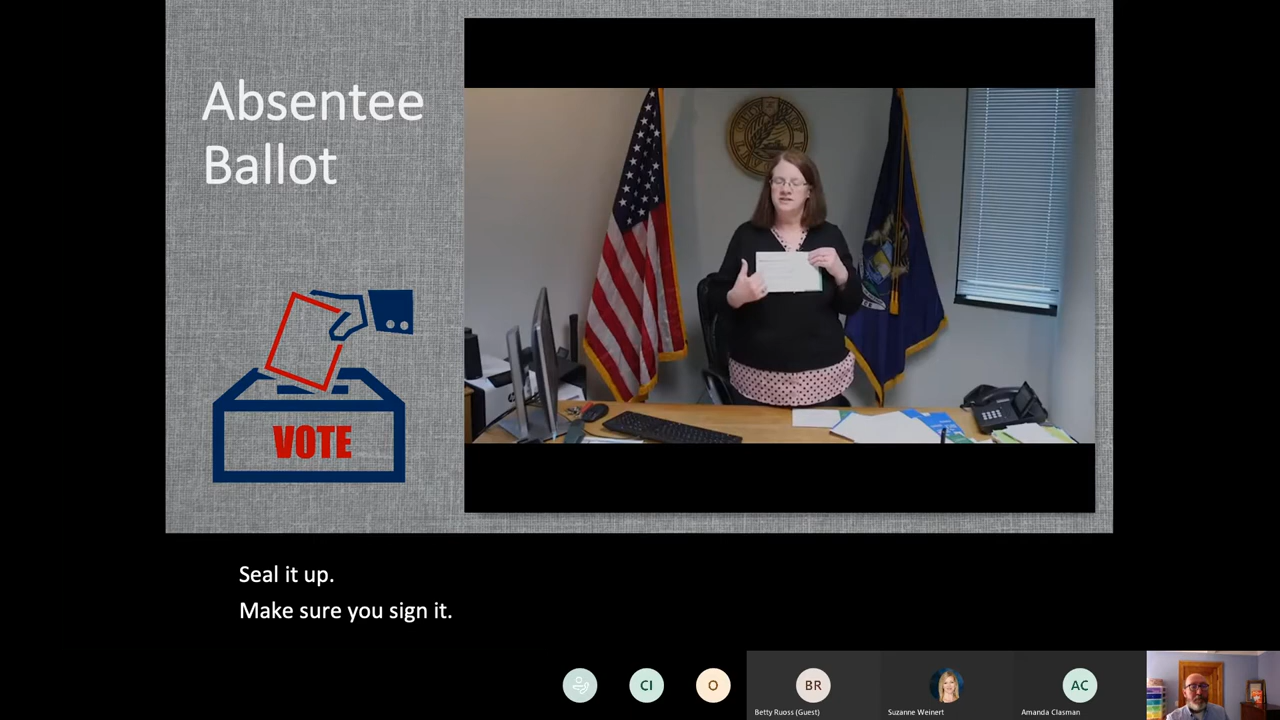 Absentee
Ballot
VOTE
Seal it up.
Make sure you sign it.
CI
O
BR
AC
Betty Ruoss (Guest)
Suzanne Weinert
Amanda Clasman